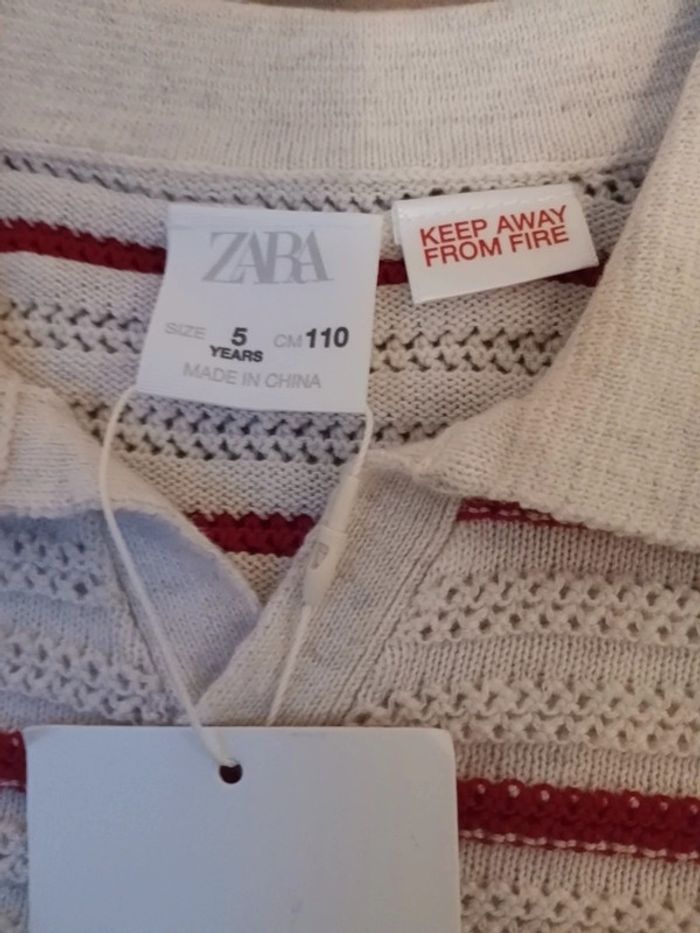 ZARA
SIZE 5 CM 110
YEARS
MADE IN CHINA
KEEP AWAY
FROM FIRE